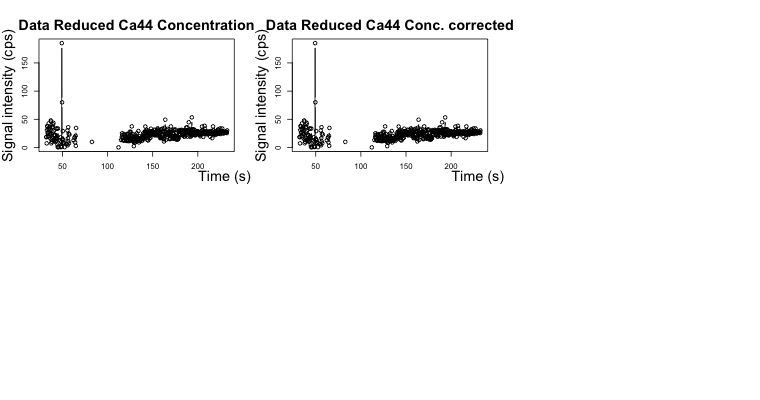 Data Reduced Ca44 Concentration
Signal intensity (cps)
0 50 100 150
50 100 150 200
Time (s)
Data Reduced Ca44 Conc. corrected
Signal intensity (cps)
0 50 100 150
50 100 150 200
Time (s)